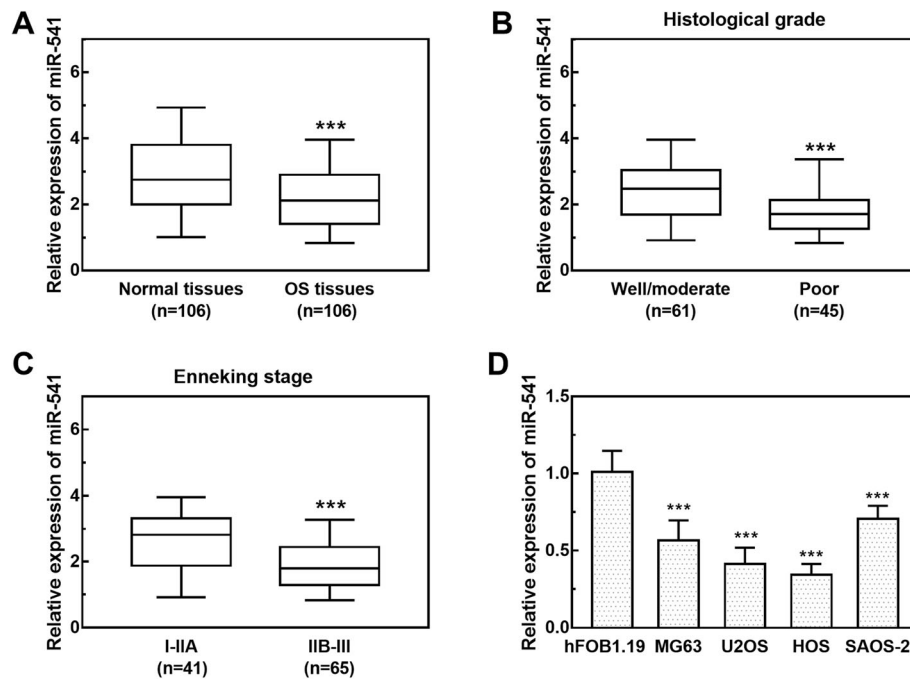 A
Relative expression of miR-541
6
4
2
0
***
Normal tissues
(n=106)
OS tissues
(n=106)
B
Histological grade
Relative expression of miR-541
6
4
2
0
***
Well/moderate
(n=61)
Poor
(n=45)
C
Enneking stage
Relative expression of miR-541
6
4
2
0
***
I-IIA
(n=41)
IIB-III
(n=65)
D
Relative expression of miR-541
1.5
1.0
0.5
0.0
***
***
***
***
hFOB1.19
MG63
U2OS
HOS
SAOS-2